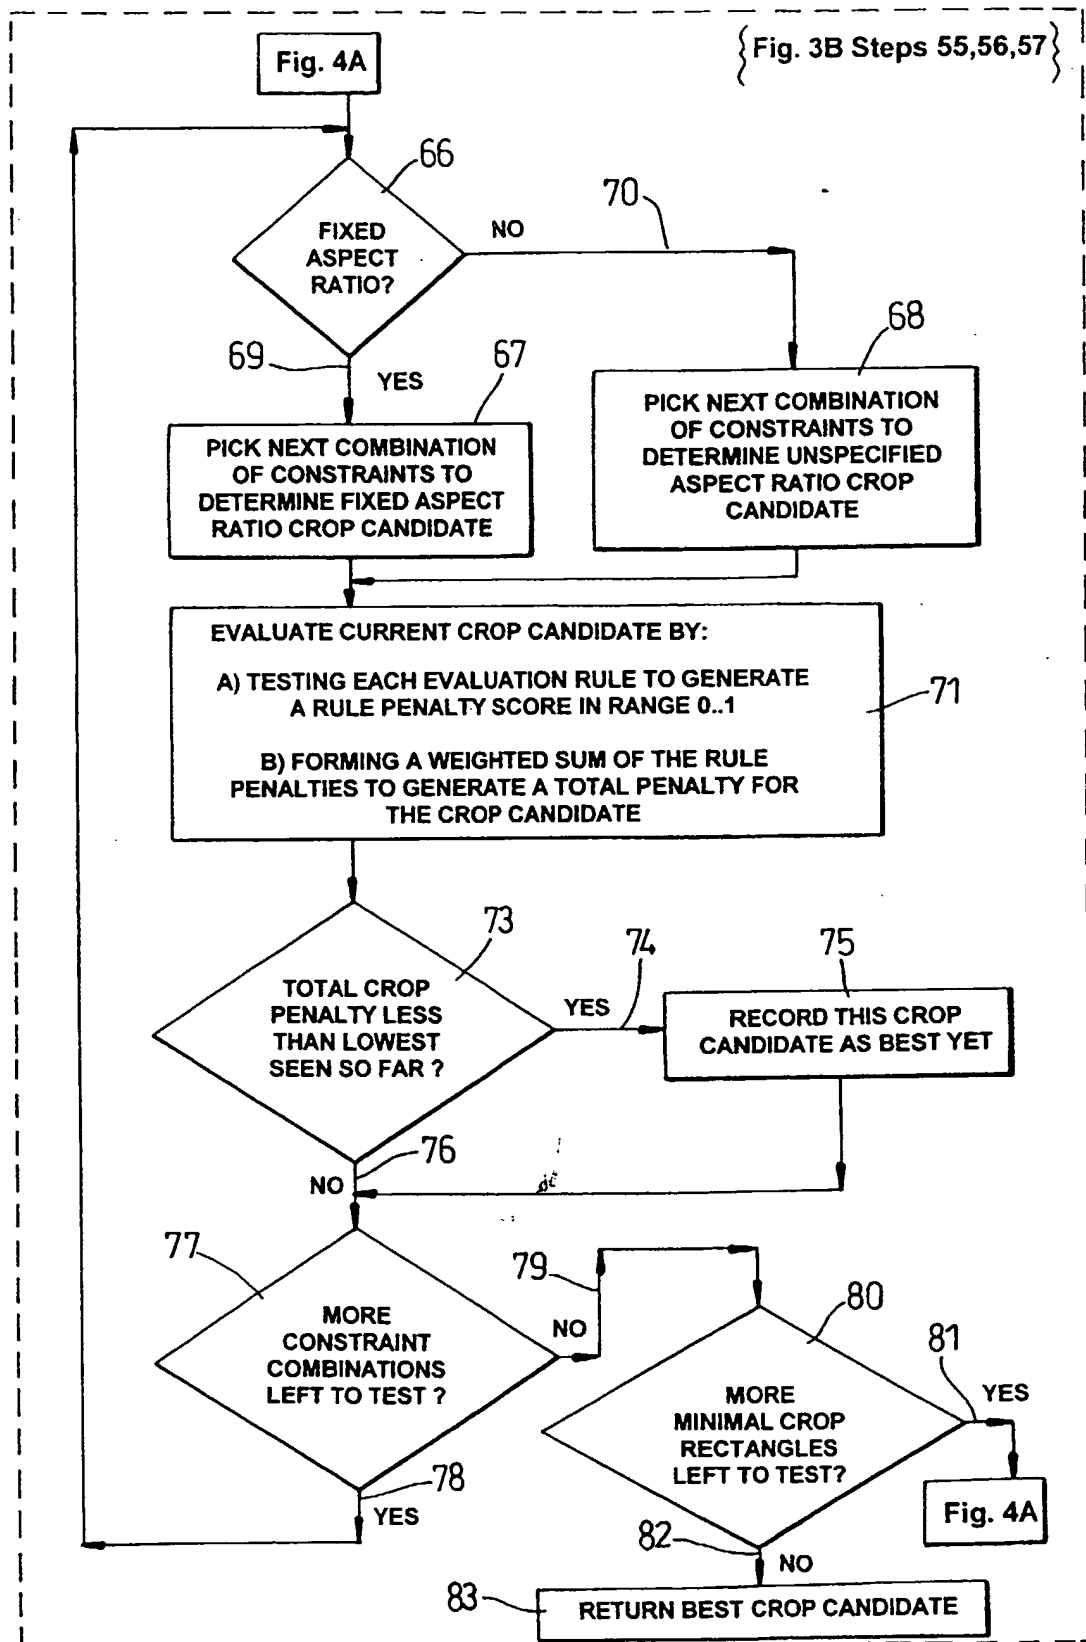 Fig. 4A
{Fig. 3B Steps 55,56,57}
66
FIXED
ASPECT
RATIO?
NO
70
69
YES
67
68
PICK NEXT COMBINATION
OF CONSTRAINTS TO
DETERMINE FIXED ASPECT
RATIO CROP CANDIDATE
PICK NEXT COMBINATION
OF CONSTRAINTS TO
DETERMINE UNSPECIFIED
ASPECT RATIO CROP
CANDIDATE
EVALUATE CURRENT CROP CANDIDATE BY:
A) TESTING EACH EVALUATION RULE TO GENERATE
A RULE PENALTY SCORE IN RANGE 0..1
B) FORMING A WEIGHTED SUM OF THE RULE
PENALTIES TO GENERATE A TOTAL PENALTY FOR
THE CROP CANDIDATE
71
73
TOTAL CROP
PENALTY LESS
THAN LOWEST
SEEN SO FAR ?
YES
74
75
RECORD THIS CROP
CANDIDATE AS BEST YET
76
NO
77
MORE
CONSTRAINT
COMBINATIONS
LEFT TO TEST ?
NO
79
78
YES
80
MORE
MINIMAL CROP
RECTANGLES
LEFT TO TEST?
81
YES
Fig. 4A
82
NO
83
RETURN BEST CROP CANDIDATE